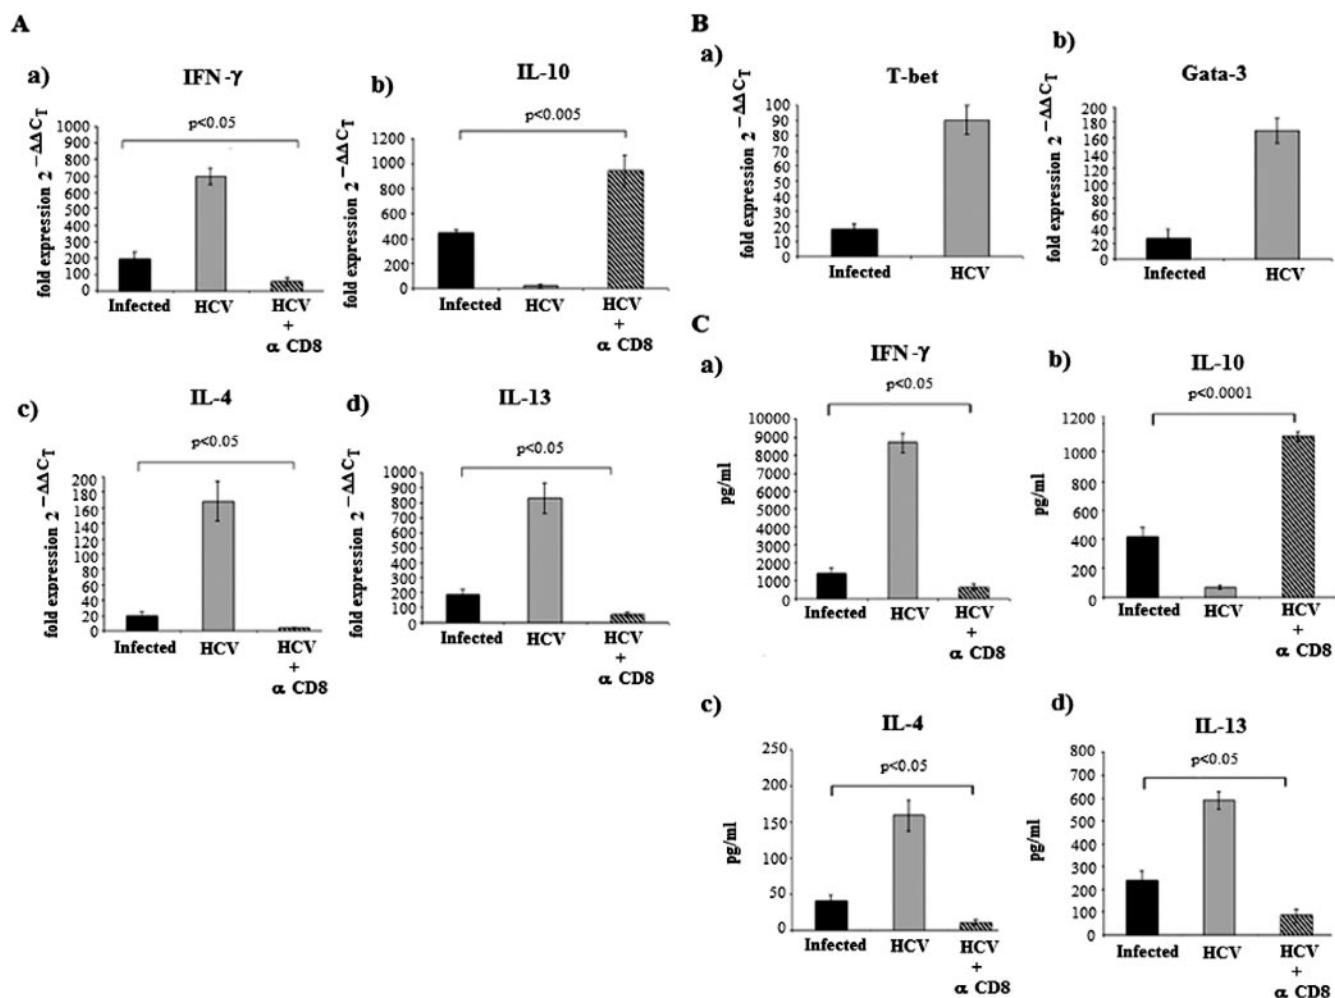 A
a)
IFN-γ
p<0.05
fold expression 2^−ΔΔC_T
1000
900
800
700
600
500
400
300
200
100
0
Infected
HCV
HCV
+
α CD8
b)
IL-10
p<0.005
fold expression 2^−ΔΔC_T
1200
1000
800
600
400
200
0
Infected
HCV
HCV
+
α CD8
c)
IL-4
p<0.05
fold expression 2^−ΔΔC_T
200
180
160
140
120
100
80
60
40
20
0
Infected
HCV
HCV
+
α CD8
d)
IL-13
p<0.05
fold expression 2^−ΔΔC_T
1000
900
800
700
600
500
400
300
200
100
0
Infected
HCV
HCV
+
α CD8
B
a)
T-bet
fold expression 2^−ΔΔC_T
100
90
80
70
60
50
40
30
20
10
0
Infected
HCV
b)
Gata-3
fold expression 2^−ΔΔC_T
200
180
160
140
120
100
80
60
40
20
0
Infected
HCV
C
a)
IFN-γ
p<0.05
pg/ml
10000
9000
8000
7000
6000
5000
4000
3000
2000
1000
0
Infected
HCV
HCV
+
α CD8
b)
IL-10
p<0.0001
pg/ml
1200
1000
800
600
400
200
0
Infected
HCV
HCV
+
α CD8
c)
IL-4
p<0.05
pg/ml
250
200
150
100
50
0
Infected
HCV
HCV
+
α CD8
d)
IL-13
p<0.05
pg/ml
800
700
600
500
400
300
200
100
0
Infected
HCV
HCV
+
α CD8